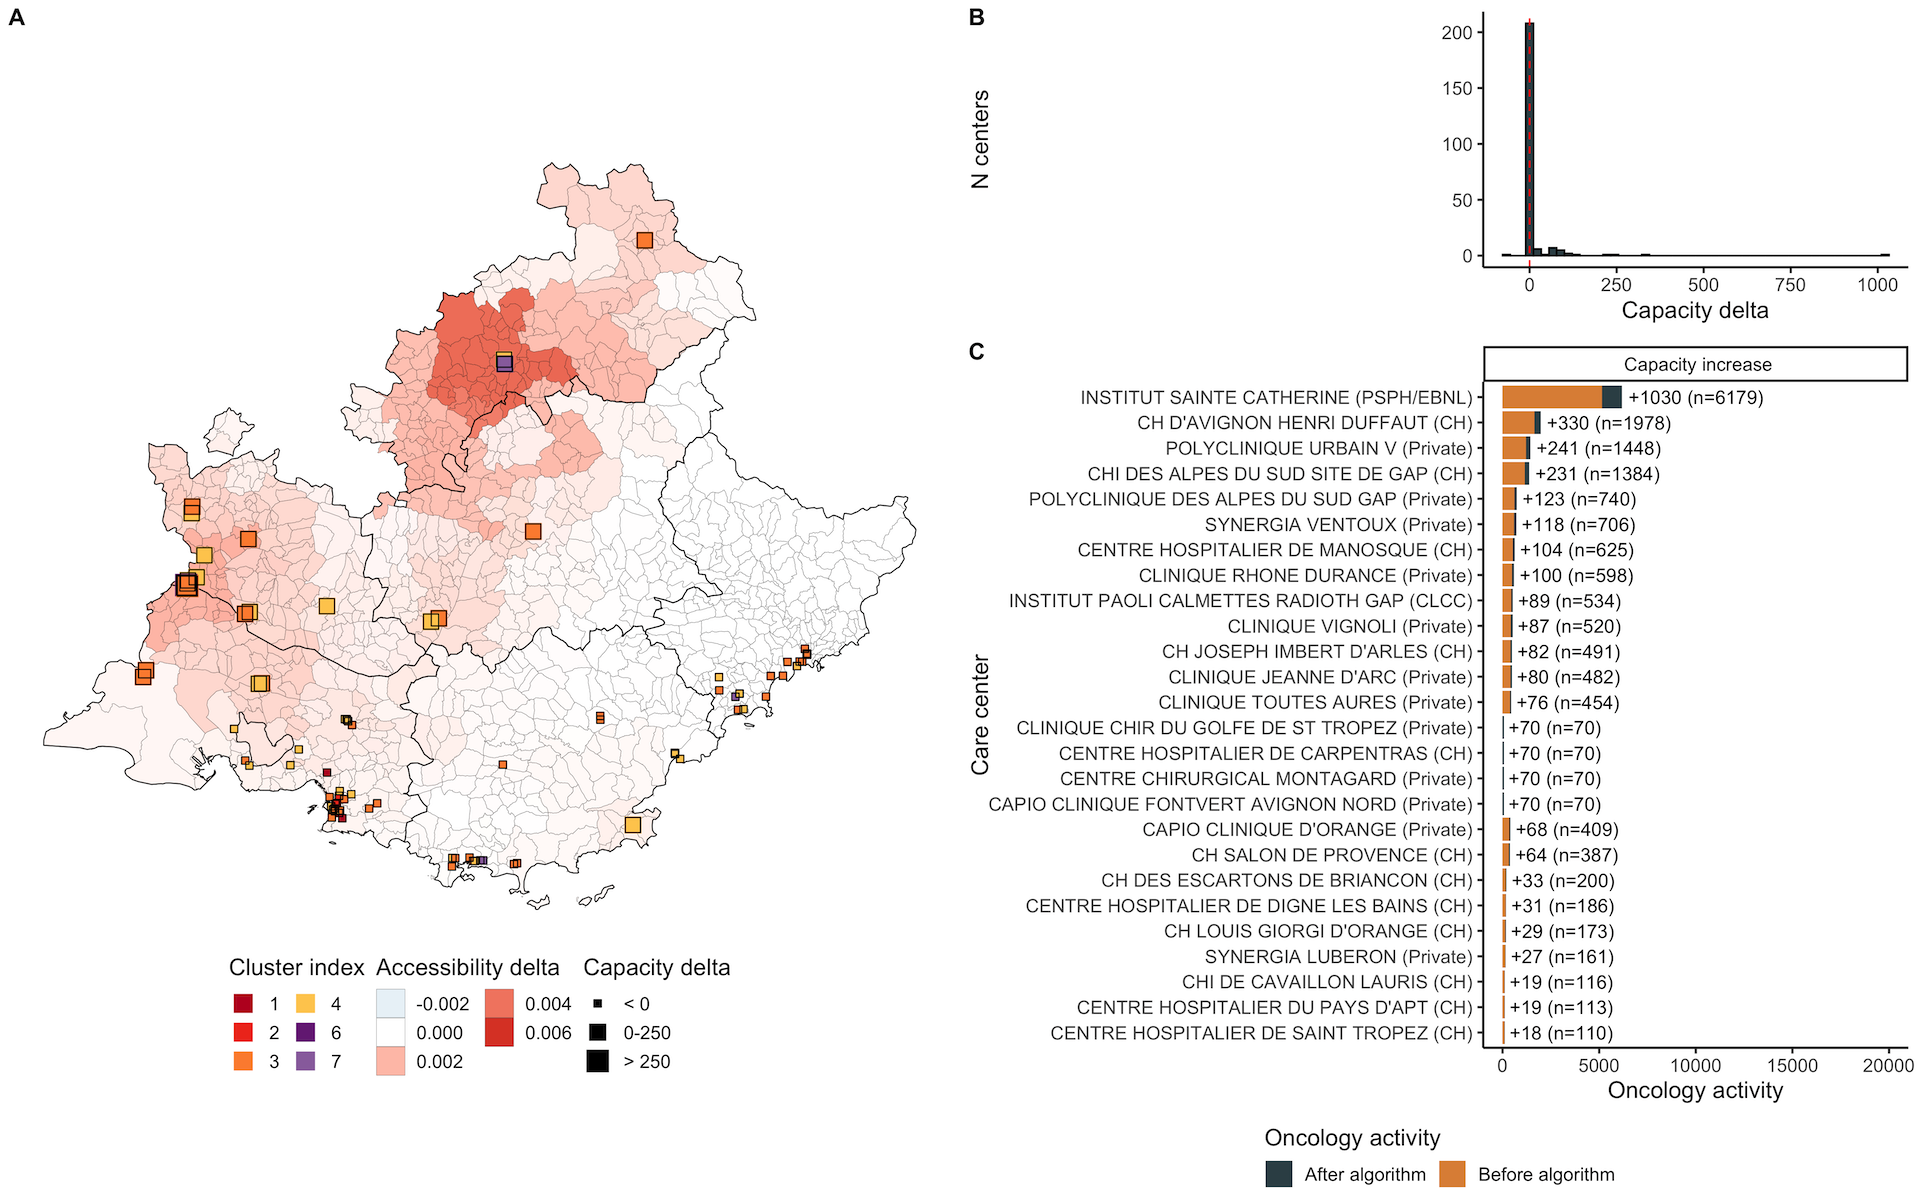 A
Cluster index
1
2
3
4
6
7
Accessibility delta
-0.002
0.000
0.002
0.004
0.006
Capacity delta
< 0
0-250
> 250
B
N centers
200
150
100
50
0
0
250
500
750
1000
Capacity delta
C
Care center
Capacity increase
INSTITUT SAINTE CATHERINE (PSPH/EBNL) +1030 (n=6179)
CH D'AVIGNON HENRI DUFFAUT (CH) +330 (n=1978)
POLYCLINIQUE URBAIN V (Private) +241 (n=1448)
CHI DES ALPES DU SUD SITE DE GAP (CH) +231 (n=1384)
POLYCLINIQUE DES ALPES DU SUD GAP (Private) +123 (n=740)
SYNERGIA VENTOUX (Private) +118 (n=706)
CENTRE HOSPITALIER DE MANOSQUE (CH) +104 (n=625)
CLINIQUE RHONE DURANCE (Private) +100 (n=598)
INSTITUT PAOLI CALMETTES RADIOTH GAP (CLCC) +89 (n=534)
CLINIQUE VIGNOLI (Private) +87 (n=520)
CH JOSEPH IMBERT D'ARLES (CH) +82 (n=491)
CLINIQUE JEANNE D'ARC (Private) +80 (n=482)
CLINIQUE TOUTES AURES (Private) +76 (n=454)
CLINIQUE CHIR DU GOLFE DE ST TROPEZ (Private) +70 (n=70)
CENTRE HOSPITALIER DE CARPENTRAS (CH) +70 (n=70)
CENTRE CHIRURGICAL MONTAGARD (Private) +70 (n=70)
CAPIO CLINIQUE FONTVERT AVIGNON NORD (Private) +70 (n=70)
CAPIO CLINIQUE D'ORANGE (Private) +68 (n=409)
CH SALON DE PROVENCE (CH) +64 (n=387)
CH DES ESCARTONS DE BRIANCON (CH) +33 (n=200)
CENTRE HOSPITALIER DE DIGNE LES BAINS (CH) +31 (n=186)
CH LOUIS GIORGI D'ORANGE (CH) +29 (n=173)
SYNERGIA LUBERON (Private) +27 (n=161)
CHI DE CAVAILLON LAURIS (CH) +19 (n=116)
CENTRE HOSPITALIER DU PAYS D'APT (CH) +19 (n=113)
CENTRE HOSPITALIER DE SAINT TROPEZ (CH) +18 (n=110)
0
5000
10000
15000
20000
Oncology activity
Oncology activity
After algorithm
Before algorithm